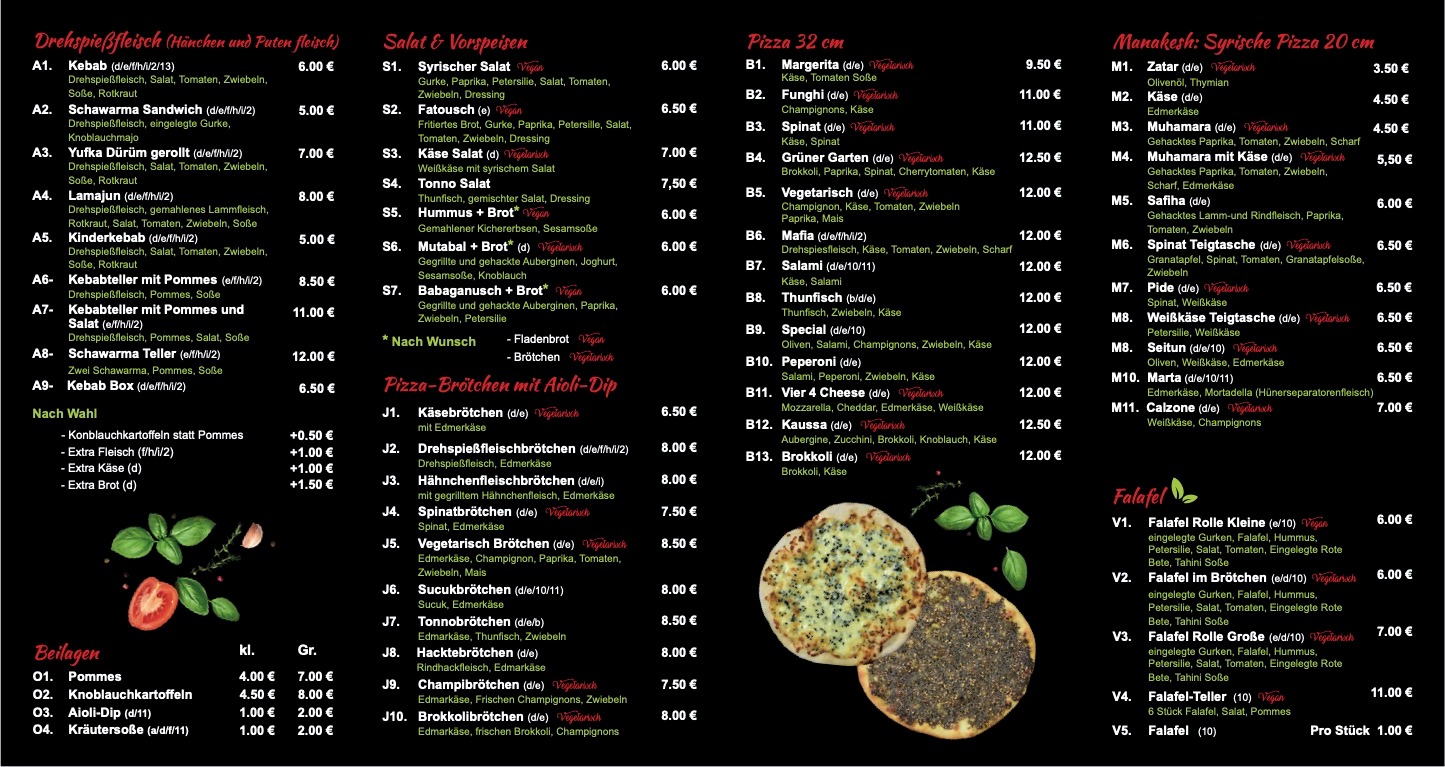 Drehspießfleisch (Hänchen und Puten fleisch)
A1. Kebab (d/e/f/h/i/2/13) 6.00 €
Drehspießfleisch, Salat, Tomaten, Zwiebeln,
Soße, Rotkraut
A2. Schawarma Sandwich (d/e/f/h/i/2) 5.00 €
Drehspießfleisch, eingelegte Gurke,
Knoblauchmajo
A3. Yufka Dürüm gerollt (d/e/f/h/i/2) 7.00 €
Drehspießfleisch, Salat, Tomaten, Zwiebeln,
Soße, Rotkraut
A4. Lamajun (d/e/f/h/i/2) 8.00 €
Drehspießfleisch, gemahlenes Lammfleisch,
Rotkraut, Salat, Tomaten, Zwiebeln, Soße
A5. Kinderkebab (d/e/f/h/i/2) 5.00 €
Drehspießfleisch, Salat, Tomaten, Zwiebeln,
Soße, Rotkraut
A6- Kebabteller mit Pommes (e/f/h/i/2) 8.50 €
Drehspießfleisch, Pommes, Soße
A7- Kebabteller mit Pommes und 11.00 €
Salat (e/f/h/i/2)
Drehspießfleisch, Pommes, Salat, Soße
A8- Schawarma Teller (e/f/h/i/2) 12.00 €
Zwei Schawarma, Pommes, Soße
A9- Kebab Box (d/e/f/h/i/2) 6.50 €
Nach Wahl
- Konblauchkartoffeln statt Pommes +0.50 €
- Extra Fleisch (f/h/i/2) +1.00 €
- Extra Käse (d) +1.00 €
- Extra Brot (d) +1.50 €
Beilagen kl. Gr.
O1. Pommes 4.00 € 7.00 €
O2. Knoblauchkartoffeln 4.50 € 8.00 €
O3. Aioli-Dip (d/11) 1.00 € 2.00 €
O4. Kräutersoße (a/d/f/11) 1.00 € 2.00 €
Salat & Vorspeisen
S1. Syrischer Salat Vegan 6.00 €
Gurke, Paprika, Petersilie, Salat, Tomaten,
Zwiebeln, Dressing
S2. Fatousch (e) Vegan 6.50 €
Fritiertes Brot, Gurke, Paprika, Petersille, Salat,
Tomaten, Zwiebeln, Dressing
S3. Käse Salat (d) Vegetarisch 7.00 €
Weißkäse mit syrischem Salat
S4. Tonno Salat 7,50 €
Thunfisch, gemischter Salat, Dressing
S5. Hummus + Brot* Vegan 6.00 €
Gemahlener Kichererbsen, Sesamsoße
S6. Mutabal + Brot* (d) Vegetarisch 6.00 €
Gegrillte und gehackte Auberginen, Joghurt,
Sesamsoße, Knoblauch
S7. Babaganusch + Brot* Vegan 6.00 €
Gegrillte und gehackte Auberginen, Paprika,
Zwiebeln, Petersilie
* Nach Wunsch - Fladenbrot Vegan
- Brötchen Vegetarisch
Pizza-Brötchen mit Aioli-Dip
J1. Käsebrötchen (d/e) Vegetarisch 6.50 €
mit Edmerkäse
J2. Drehspießfleischbrötchen (d/e/f/h/i/2) 8.00 €
Drehspießfleisch, Edmerkäse
J3. Hähnchenfleischbrötchen (d/e/i) 8.00 €
mit gegrilltem Hähnchenfleisch, Edmerkäse
J4. Spinatbrötchen (d/e) Vegetarisch 7.50 €
Spinat, Edmerkäse
J5. Vegetarisch Brötchen (d/e) Vegetarisch 8.50 €
Edmerkäse, Champignon, Paprika, Tomaten,
Zwiebeln, Mais
J6. Sucukbrötchen (d/e/10/11) 8.00 €
Sucuk, Edmerkäse
J7. Tonnobrötchen (d/e/b) 8.50 €
Edmarkäse, Thunfisch, Zwiebeln
J8. Hacktebrötchen (d/e) 8.00 €
Rindhackfleisch, Edmarkäse
J9. Champibrötchen (d/e) Vegetarisch 7.50 €
Edmarkäse, Frischen Champignons, Zwiebeln
J10. Brokkolibrötchen (d/e) Vegetarisch 8.00 €
Edmarkäse, frischen Brokkoli, Champignons
Pizza 32 cm
B1. Margerita (d/e) Vegetarisch 9.50 €
Käse, Tomaten Soße
B2. Funghi (d/e) Vegetarisch 11.00 €
Champignons, Käse
B3. Spinat (d/e) Vegetarisch 11.00 €
Käse, Spinat
B4. Grüner Garten (d/e) Vegetarisch 12.50 €
Brokkoli, Paprika, Spinat, Cherrytomaten, Käse
B5. Vegetarisch (d/e) Vegetarisch 12.00 €
Champignon, Käse, Tomaten, Zwiebeln
Paprika, Mais
B6. Mafia (d/e/f/h/i/2) 12.00 €
Drehspiesfleisch, Käse, Tomaten, Zwiebeln, Scharf
B7. Salami (d/e/10/11) 12.00 €
Käse, Salami
B8. Thunfisch (b/d/e) 12.00 €
Thunfisch, Zwiebeln, Käse
B9. Special (d/e/10) 12.00 €
Oliven, Salami, Champignons, Zwiebeln, Käse
B10. Peperoni (d/e) 12.00 €
Salami, Peperoni, Zwiebeln, Käse
B11. Vier 4 Cheese (d/e) Vegetarisch 12.00 €
Mozzarella, Cheddar, Edmerkäse, Weißkäse
B12. Kaussa (d/e) Vegetarisch 12.50 €
Aubergine, Zucchini, Brokkoli, Knoblauch, Käse
B13. Brokkoli (d/e) Vegetarisch 12.00 €
Brokkoli, Käse
Manakesh: Syrische Pizza 20 cm
M1. Zatar (d/e) Vegetarisch 3.50 €
Olivenöl, Thymian
M2. Käse (d/e) 4.50 €
Edmerkäse
M3. Muhamara (d/e) Vegetarisch 4.50 €
Gehacktes Paprika, Tomaten, Zwiebeln, Scharf
M4. Muhamara mit Käse (d/e) Vegetarisch 5,50 €
Gehacktes Paprika, Tomaten, Zwiebeln,
Scharf, Edmerkäse
M5. Safiha (d/e) 6.00 €
Gehacktes Lamm-und Rindfleisch, Paprika,
Tomaten, Zwiebeln
M6. Spinat Teigtasche (d/e) Vegetarisch 6.50 €
Granatapfel, Spinat, Tomaten, Granatapfelsoße,
Zwiebeln
M7. Pide (d/e) Vegetarisch 6.50 €
Spinat, Weißkäse
M8. Weißkäse Teigtasche (d/e) Vegetarisch 6.50 €
Petersilie, Weißkäse
M8. Seitun (d/e/10) Vegetarisch 6.50 €
Oliven, Weißkäse, Edmerkäse
M10. Marta (d/e/10/11) 6.50 €
Edmerkäse, Mortadella (Hünerseparatorenfleisch)
M11. Calzone (d/e) Vegetarisch 7.00 €
Weißkäse, Champignons
Falafel
V1. Falafel Rolle Kleine (e/10) Vegan 6.00 €
eingelegte Gurken, Falafel, Hummus,
Petersilie, Salat, Tomaten, Eingelegte Rote
Bete, Tahini Soße
V2. Falafel im Brötchen (e/d/10) Vegetarisch 6.00 €
eingelegte Gurken, Falafel, Hummus,
Petersilie, Salat, Tomaten, Eingelegte Rote
Bete, Tahini Soße
V3. Falafel Rolle Große (e/d/10) Vegetarisch 7.00 €
eingelegte Gurken, Falafel, Hummus,
Petersilie, Salat, Tomaten, Eingelegte Rote
Bete, Tahini Soße
V4. Falafel-Teller (10) Vegan 11.00 €
6 Stück Falafel, Salat, Pommes
V5. Falafel (10) Pro Stück 1.00 €